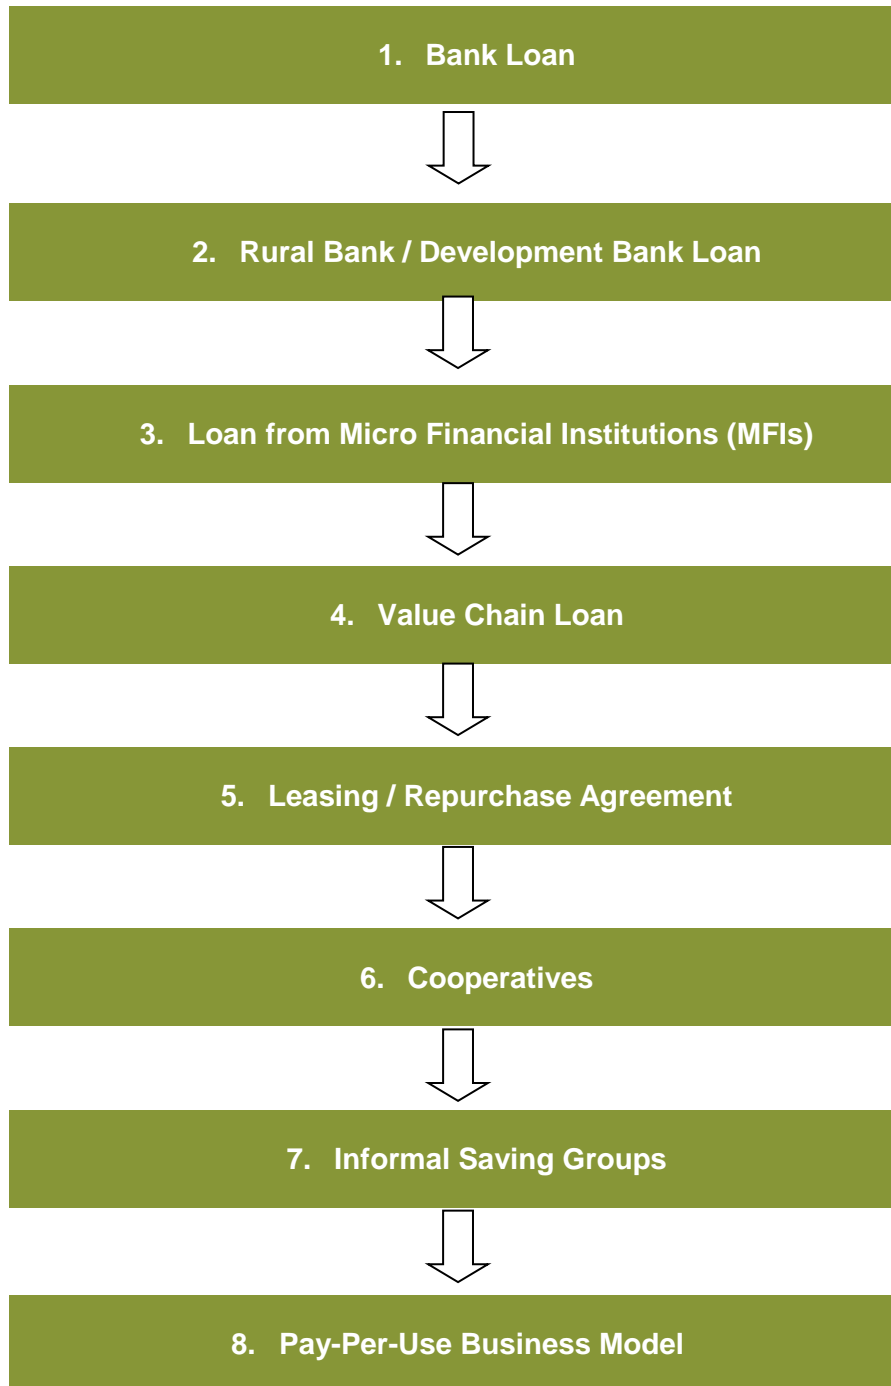 1. Bank Loan
2. Rural Bank / Development Bank Loan
3. Loan from Micro Financial Institutions (MFIs)
4. Value Chain Loan
5. Leasing / Repurchase Agreement
6. Cooperatives
7. Informal Saving Groups
8. Pay-Per-Use Business Model